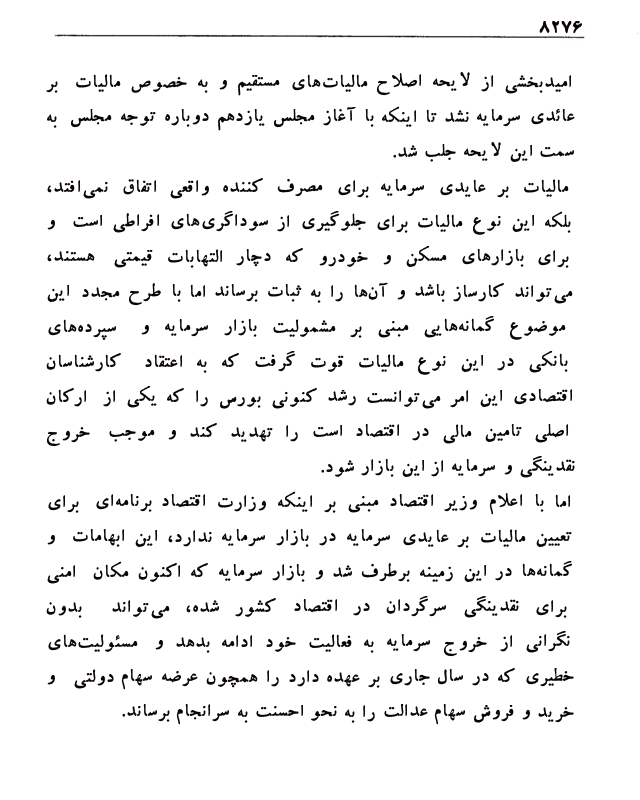 ۸۲۷۶
امیدبخشی از لایحه اصلاح مالیات‌های مستقیم و به خصوص مالیات بر
عائدی سرمایه نشد تا اینکه با آغاز مجلس یازدهم دوباره توجه مجلس به
سمت این لایحه جلب شد.
مالیات بر عایدی سرمایه برای مصرف کننده واقعی اتفاق نمی‌افتد،
بلکه این نوع مالیات برای جلوگیری از سوداگری‌های افراطی است و
برای بازارهای مسکن و خودرو که دچار التهابات قیمتی هستند،
می‌تواند کارساز باشد و آن‌ها را به ثبات برساند اما با طرح مجدد این
موضوع گمانه‌هایی مبنی بر مشمولیت بازار سرمایه و سپرده‌های
بانکی در این نوع مالیات قوت گرفت که به اعتقاد کارشناسان
اقتصادی این امر می‌توانست رشد کنونی بورس را که یکی از ارکان
اصلی تامین مالی در اقتصاد است را تهدید کند و موجب خروج
نقدینگی و سرمایه از این بازار شود.
اما با اعلام وزیر اقتصاد مبنی بر اینکه وزارت اقتصاد برنامه‌ای برای
تعیین مالیات بر عایدی سرمایه در بازار سرمایه ندارد، این ابهامات و
گمانه‌ها در این زمینه برطرف شد و بازار سرمایه که اکنون مکان امنی
برای نقدینگی سرگردان در اقتصاد کشور شده، می‌تواند بدون
نگرانی از خروج سرمایه به فعالیت خود ادامه بدهد و مسئولیت‌های
خطیری که در سال جاری بر عهده دارد را همچون عرضه سهام دولتی و
خرید و فروش سهام عدالت را به نحو احسنت به سرانجام برساند.